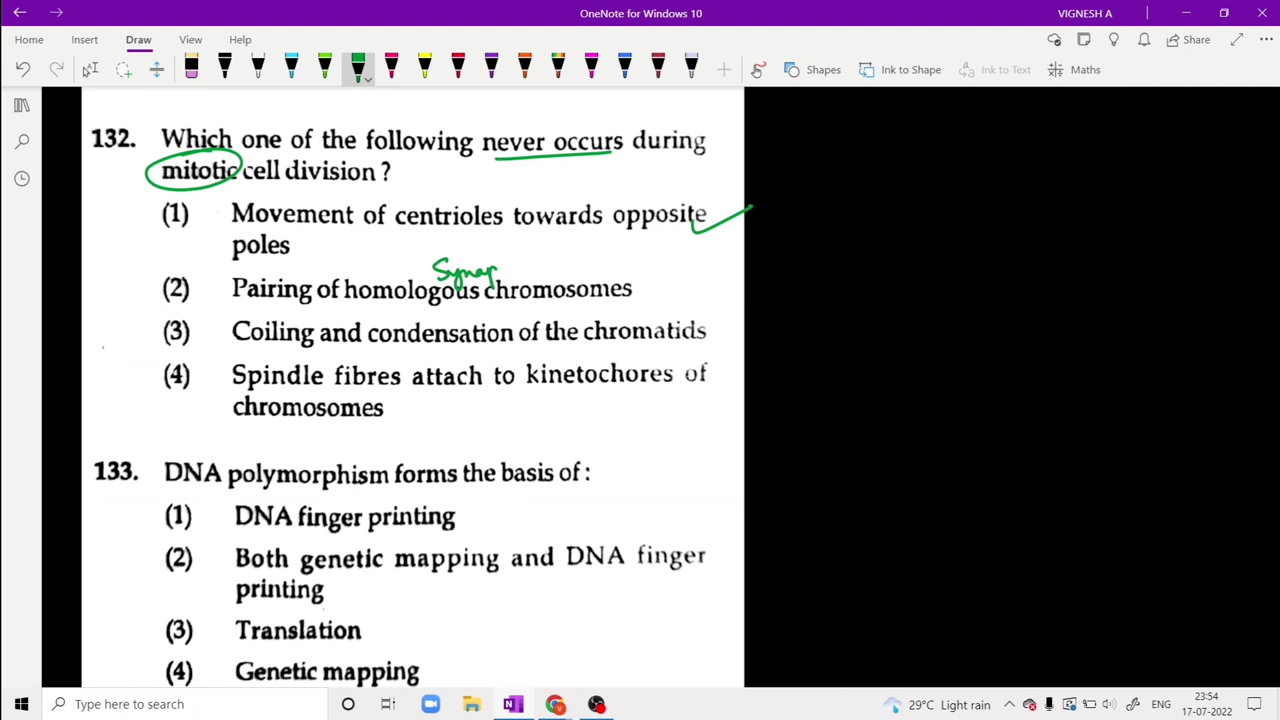 OneNote for Windows 10
VIGNESH A
Home Insert Draw View Help
Share
Shapes Ink to Shape Ink to Text Maths
132. Which one of the following never occurs during
mitotic cell division ?
(1) Movement of centrioles towards opposite
poles
Synap
(2) Pairing of homologous chromosomes
(3) Coiling and condensation of the chromatids
(4) Spindle fibres attach to kinetochores of
chromosomes
133. DNA polymorphism forms the basis of :
(1) DNA finger printing
(2) Both genetic mapping and DNA finger
printing
(3) Translation
(4) Genetic mapping
Type here to search
29°C Light rain
ENG
23:54
17-07-2022